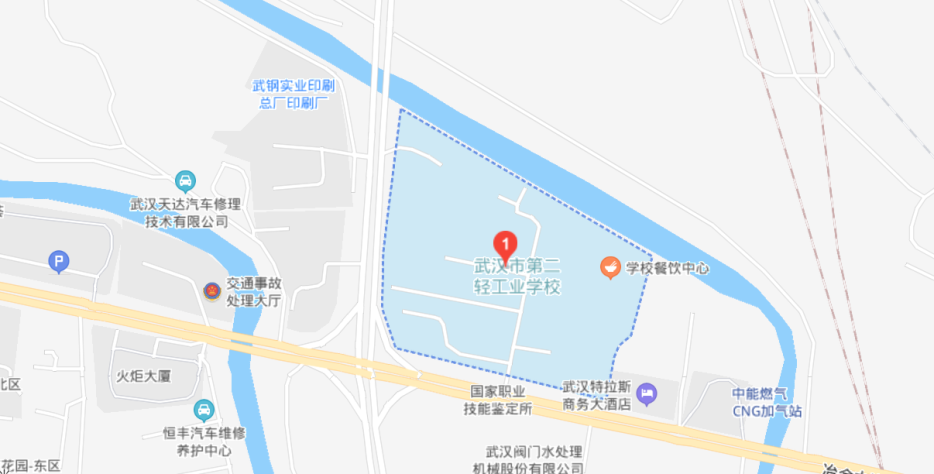 武钢实业印刷
总厂印刷厂
武汉天达汽车修理
技术有限公司
P
交通事故
处理大厅
1
武汉市第二
轻工业学校
学校餐饮中心
火炬大厦
北区
恒丰汽车维修
养护中心
花园-东区
国家职业
技能鉴定所
武汉特拉斯
商务大酒店
中能燃气
CNG加气站
武汉阀门水处理
机械股份有限公司